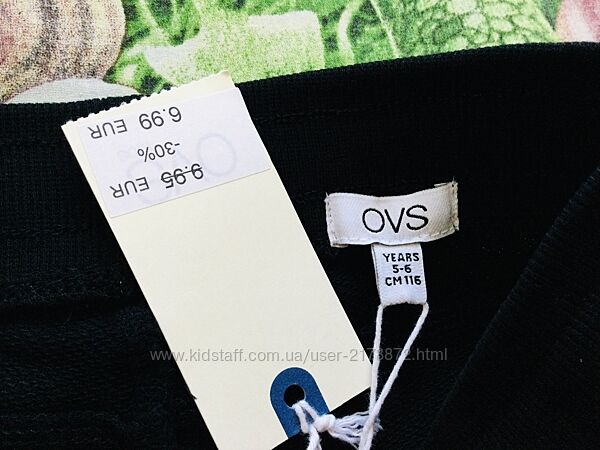 9.95 EUR
-30%
6.99 EUR
OVS
YEARS
5-6
CM 116
www.kidstaff.com.ua/user-2173872.html